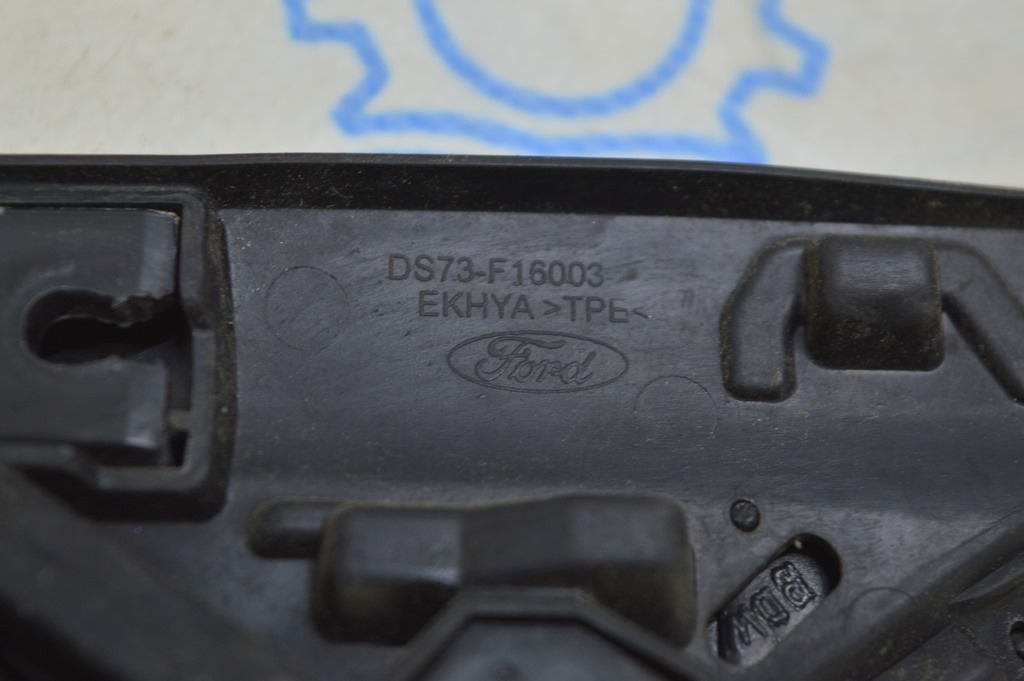 DS73-F16003
EKHYA >TPE<
Ford